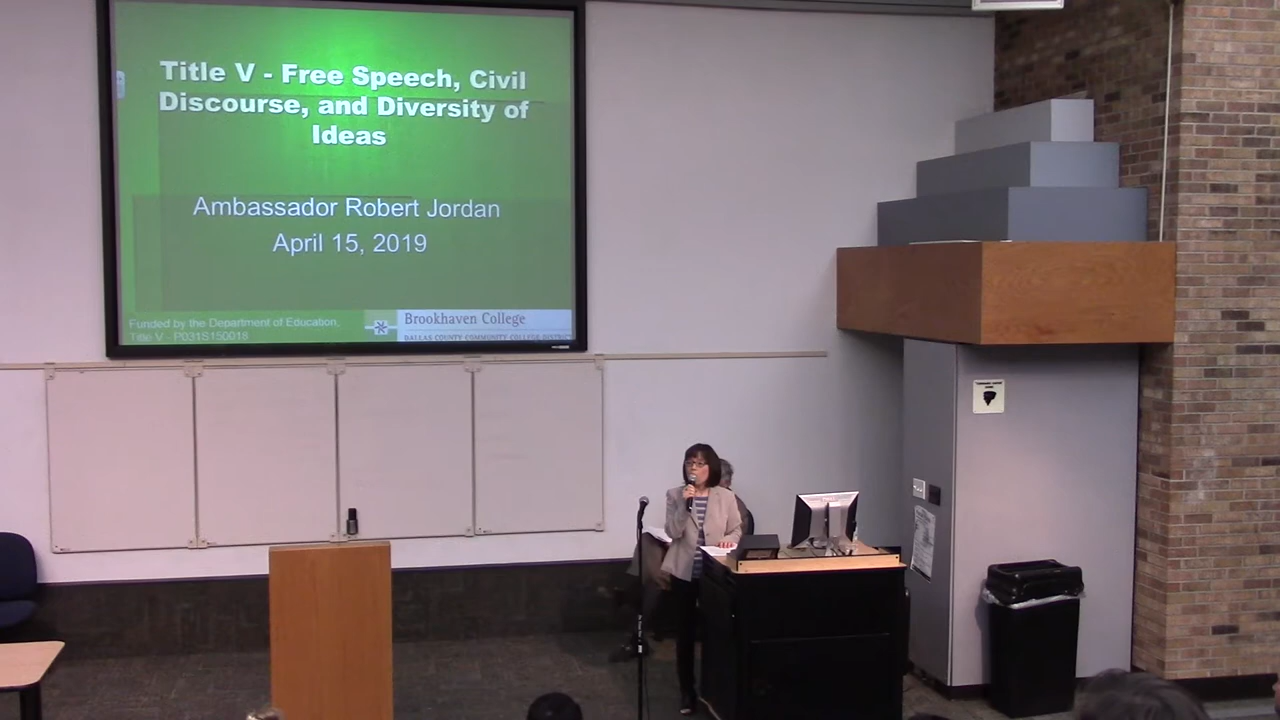 Title V - Free Speech, Civil
Discourse, and Diversity of
Ideas
Ambassador Robert Jordan
April 15, 2019
Funded by the Department of Education,
Title V - P031S150018
Brookhaven College
DALLAS COUNTY COMMUNITY COLLEGE DISTRICT